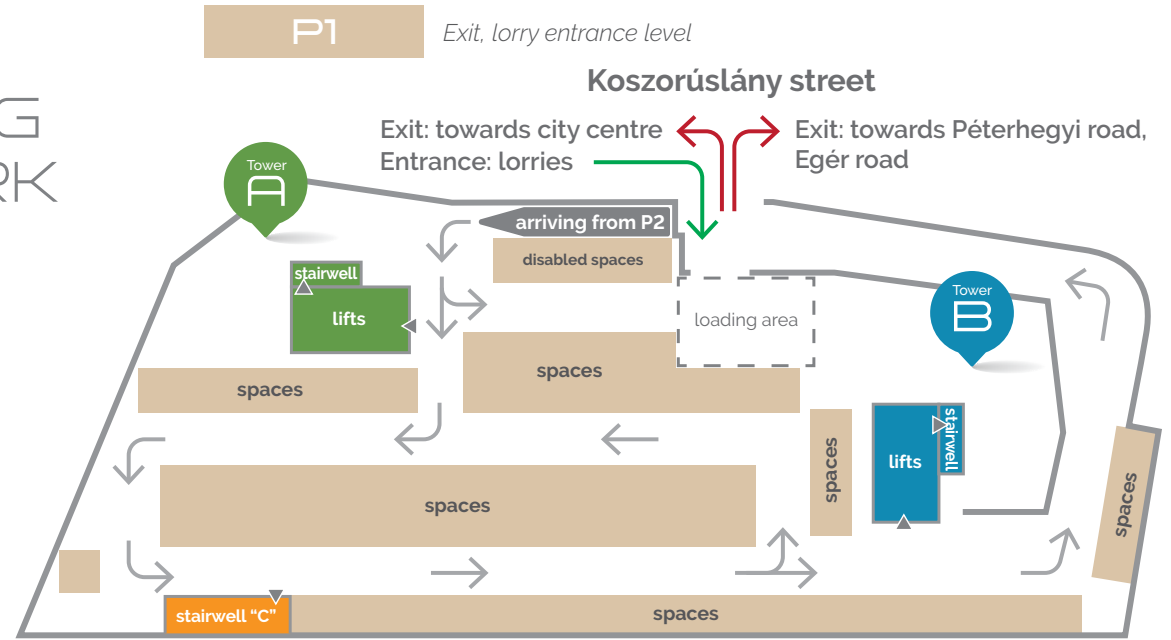 P1
Exit, lorry entrance level
G
RK
Koszorúslány street
Exit: towards city centre
Entrance: lorries
Exit: towards Péterhegyi road,
Egér road
Tower
A
arriving from P2
disabled spaces
stairwell
lifts
loading area
Tower
B
spaces
spaces
spaces
lifts
stairwell
spaces
spaces
stairwell "C"
spaces